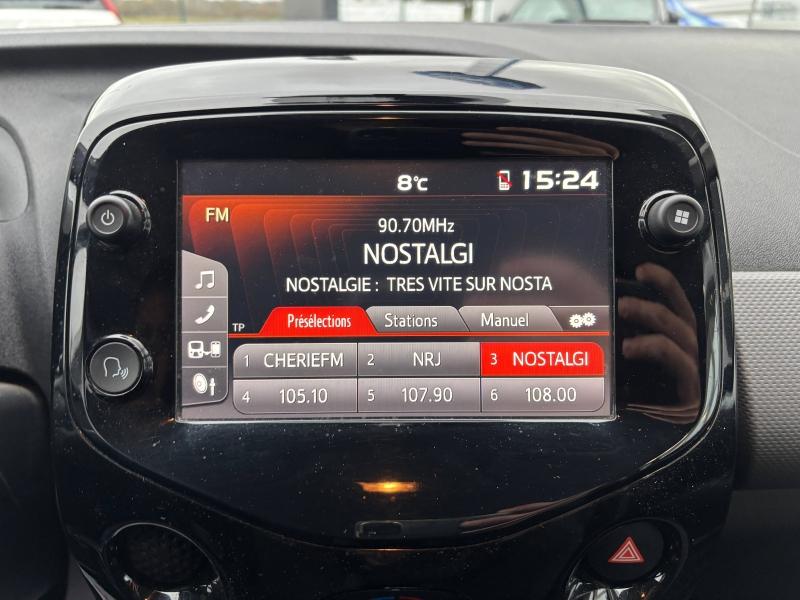 8°C 15:24
FM
90.70MHz
NOSTALGI
NOSTALGIE : TRES VITE SUR NOSTA
TP Présélections Stations Manuel
1 CHERIEFM 2 NRJ 3 NOSTALGI
4 105.10 5 107.90 6 108.00